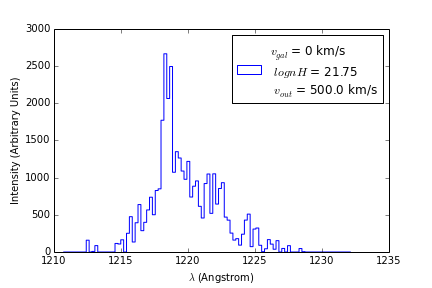 v_gal = 0 km/s
lognH = 21.75
v_out = 500.0 km/s
Intensity (Arbitrary Units)
3000
2500
2000
1500
1000
500
0
1210 1215 1220 1225 1230 1235
λ (Angstrom)